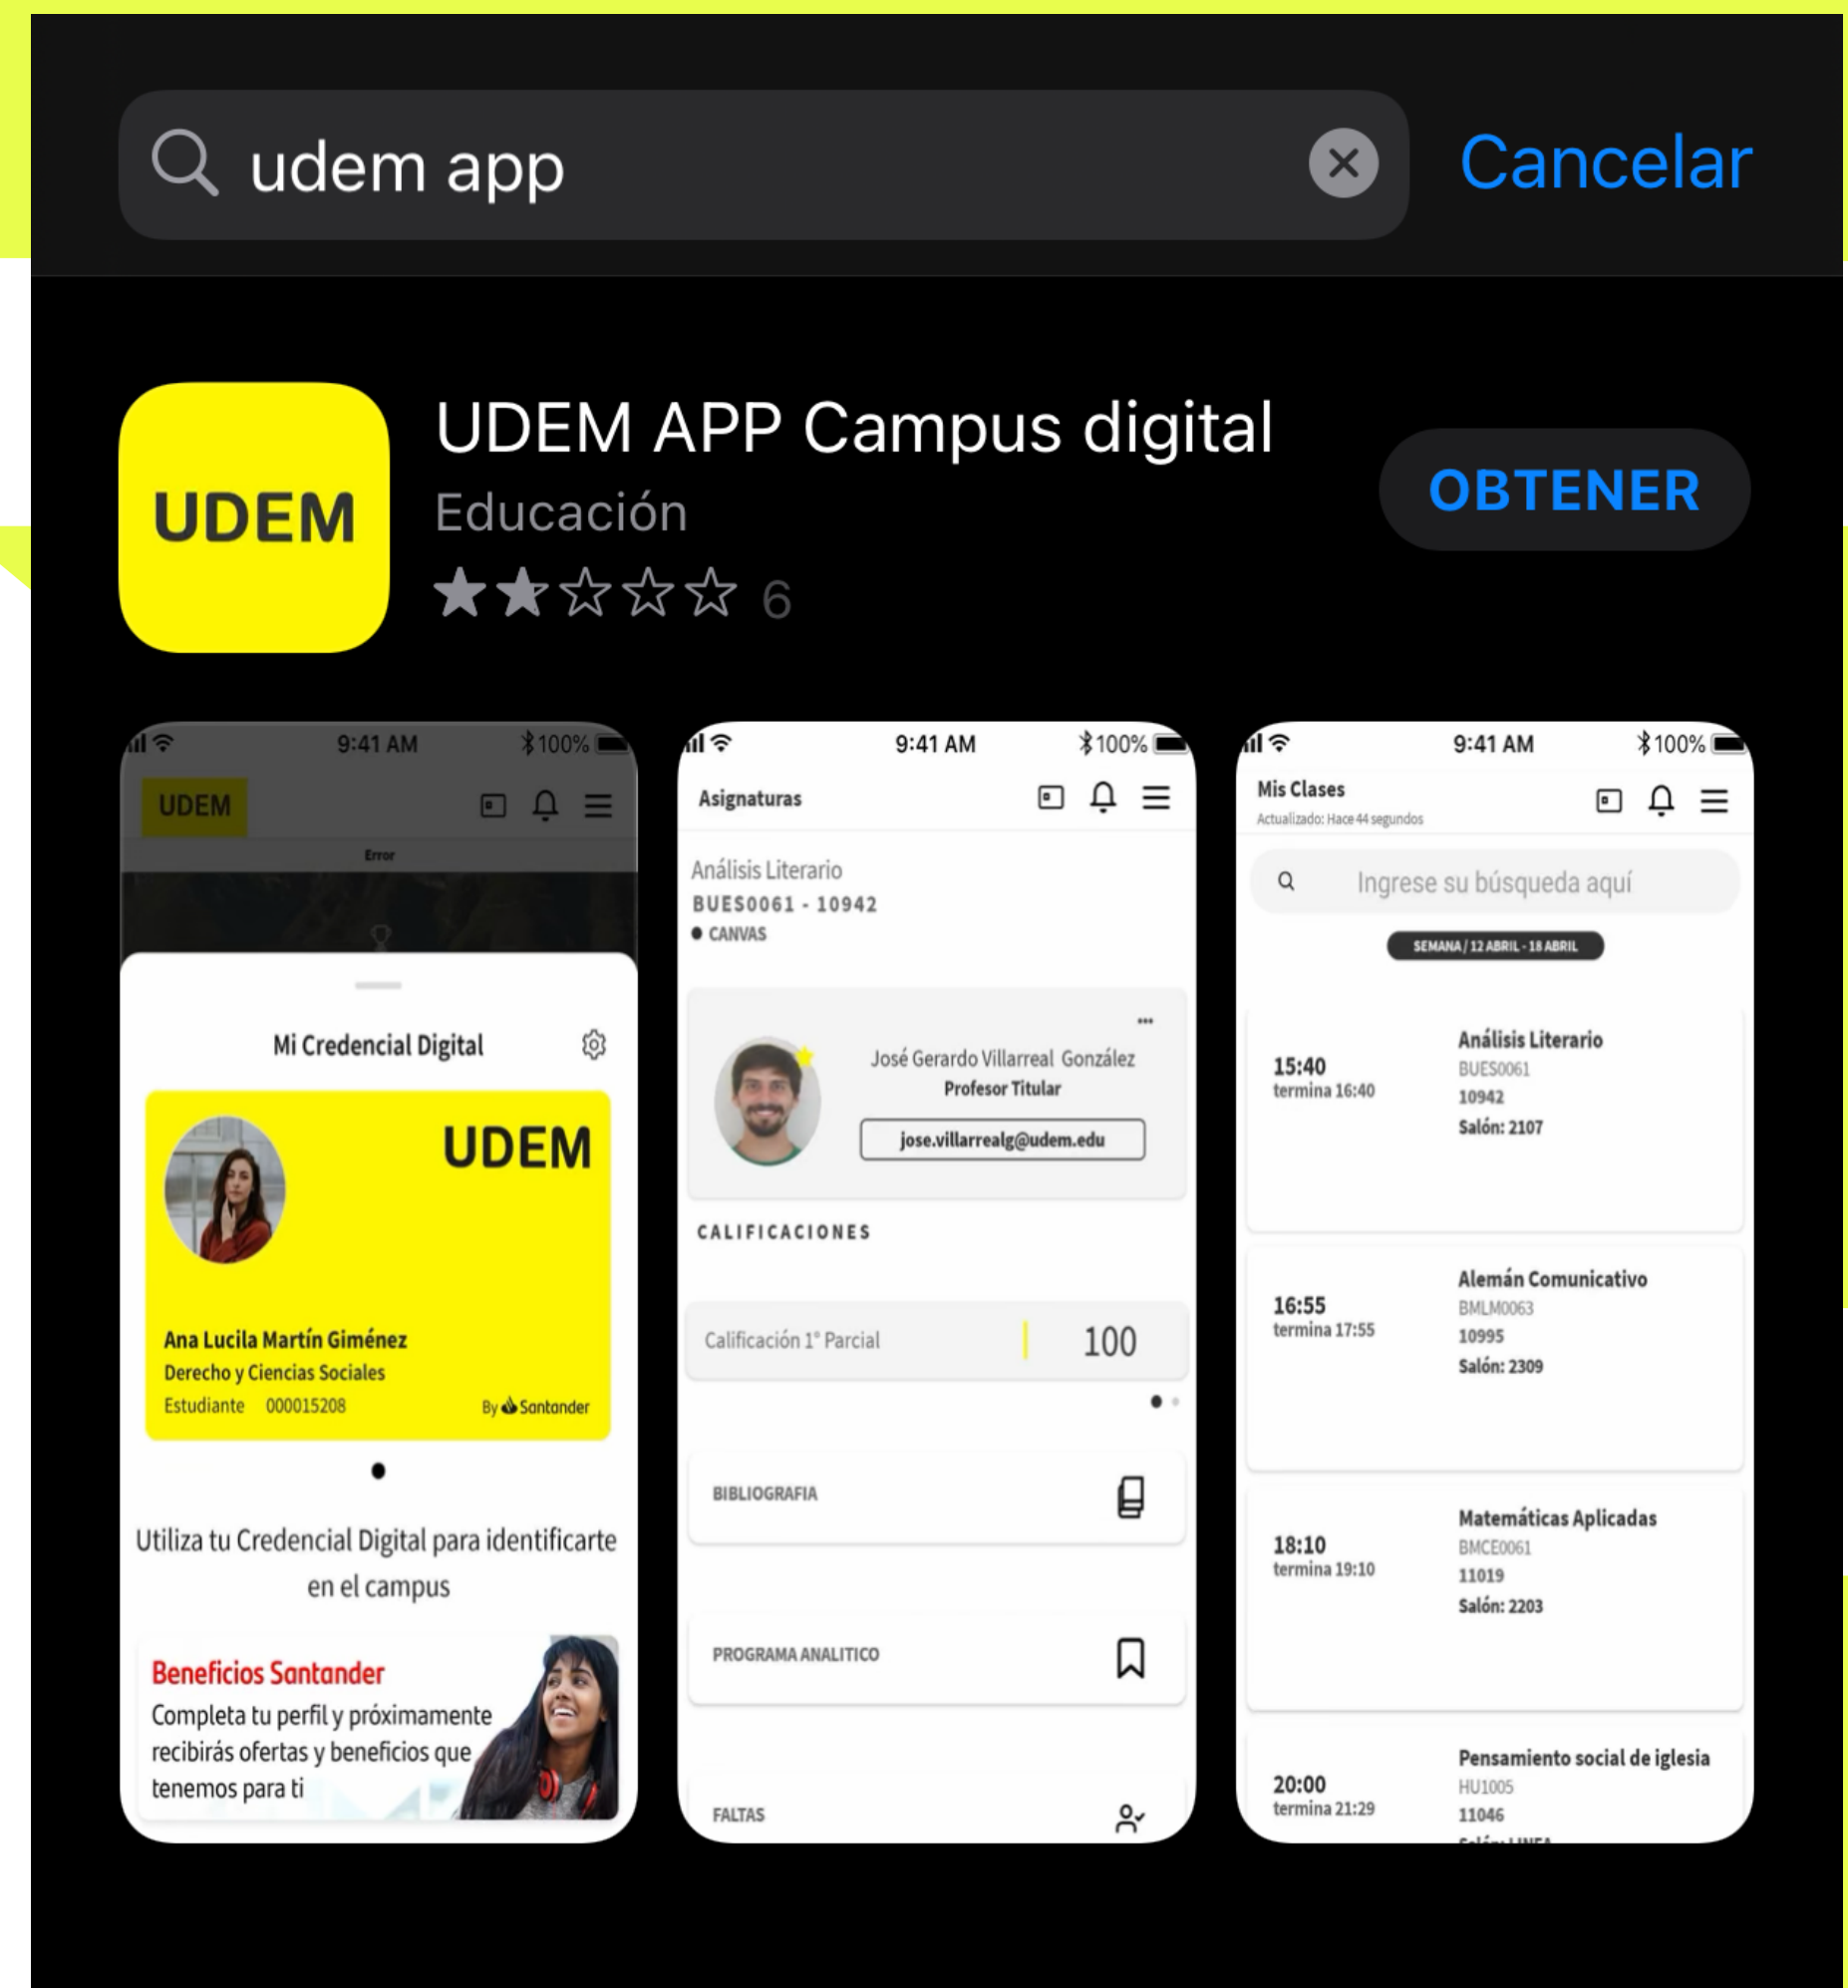 udem app
Cancelar
UDEM
UDEM APP Campus digital
Educación
6
OBTENER
9:41 AM
100%
UDEM
Error
Mi Credencial Digital
UDEM
Ana Lucila Martín Giménez
Derecho y Ciencias Sociales
Estudiante 000015208
By Santander
Utiliza tu Credencial Digital para identificarte
en el campus
Beneficios Santander
Completa tu perfil y próximamente
recibirás ofertas y beneficios que
tenemos para ti
9:41 AM
100%
Asignaturas
Análisis Literario
BUES0061 - 10942
CANVAS
José Gerardo Villarreal González
Profesor Titular
jose.villarrealg@udem.edu
CALIFICACIONES
Calificación 1° Parcial
100
BIBLIOGRAFIA
PROGRAMA ANALITICO
FALTAS
9:41 AM
100%
Mis Clases
Actualizado: Hace 44 segundos
Ingrese su búsqueda aquí
SEMANA / 12 ABRIL - 18 ABRIL
15:40
termina 16:40
Análisis Literario
BUES0061
10942
Salón: 2107
16:55
termina 17:55
Alemán Comunicativo
BMLM0063
10995
Salón: 2309
18:10
termina 19:10
Matemáticas Aplicadas
BMCE0061
11019
Salón: 2203
20:00
termina 21:29
Pensamiento social de iglesia
HU1005
11046